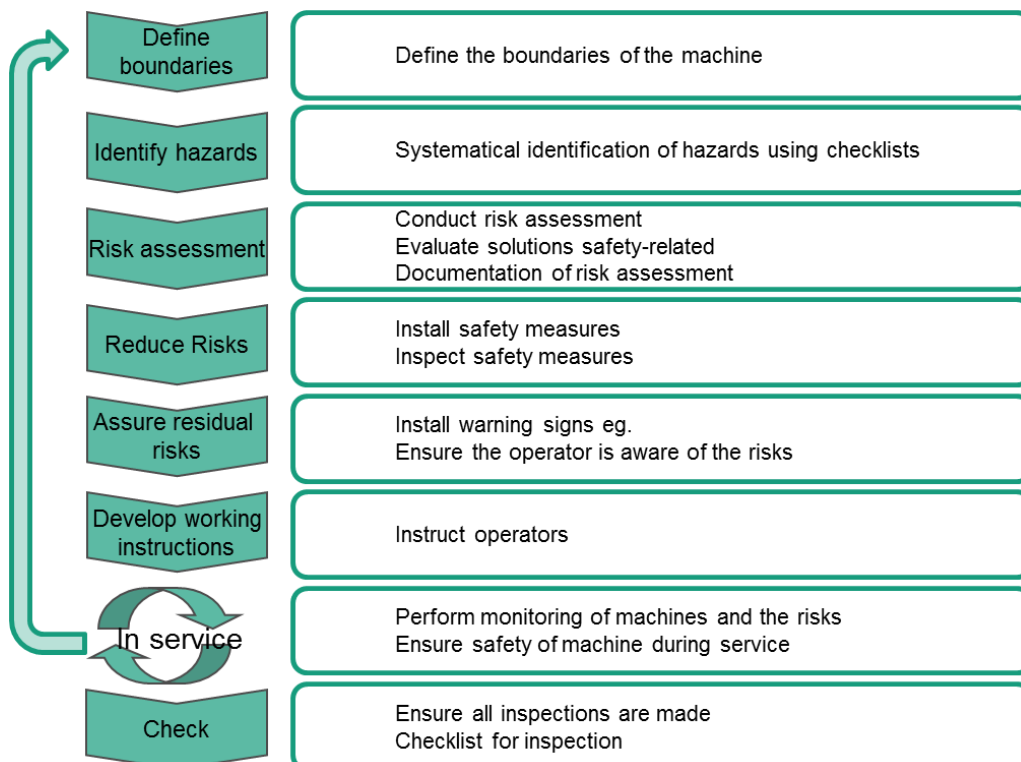 Define
boundaries
Define the boundaries of the machine
Identify hazards
Systematical identification of hazards using checklists
Risk assessment
Conduct risk assessment
Evaluate solutions safety-related
Documentation of risk assessment
Reduce Risks
Install safety measures
Inspect safety measures
Assure residual
risks
Install warning signs eg.
Ensure the operator is aware of the risks
Develop working
instructions
Instruct operators
In service
Perform monitoring of machines and the risks
Ensure safety of machine during service
Check
Ensure all inspections are made
Checklist for inspection